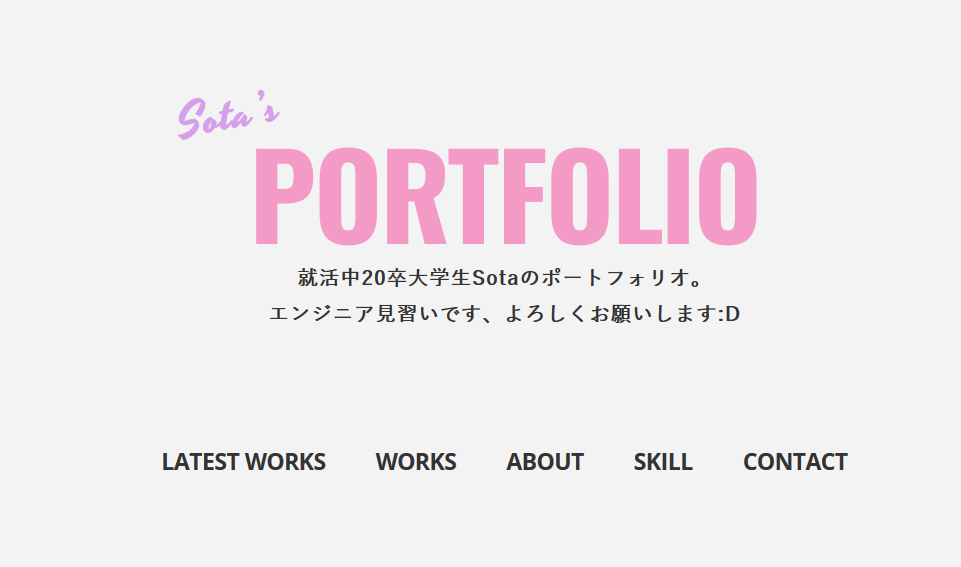 Sota's
PORTFOLIO
就活中20卒大学生Sotaのポートフォリオ。
エンジニア見習いです、よろしくお願いします:D
LATEST WORKS WORKS ABOUT SKILL CONTACT